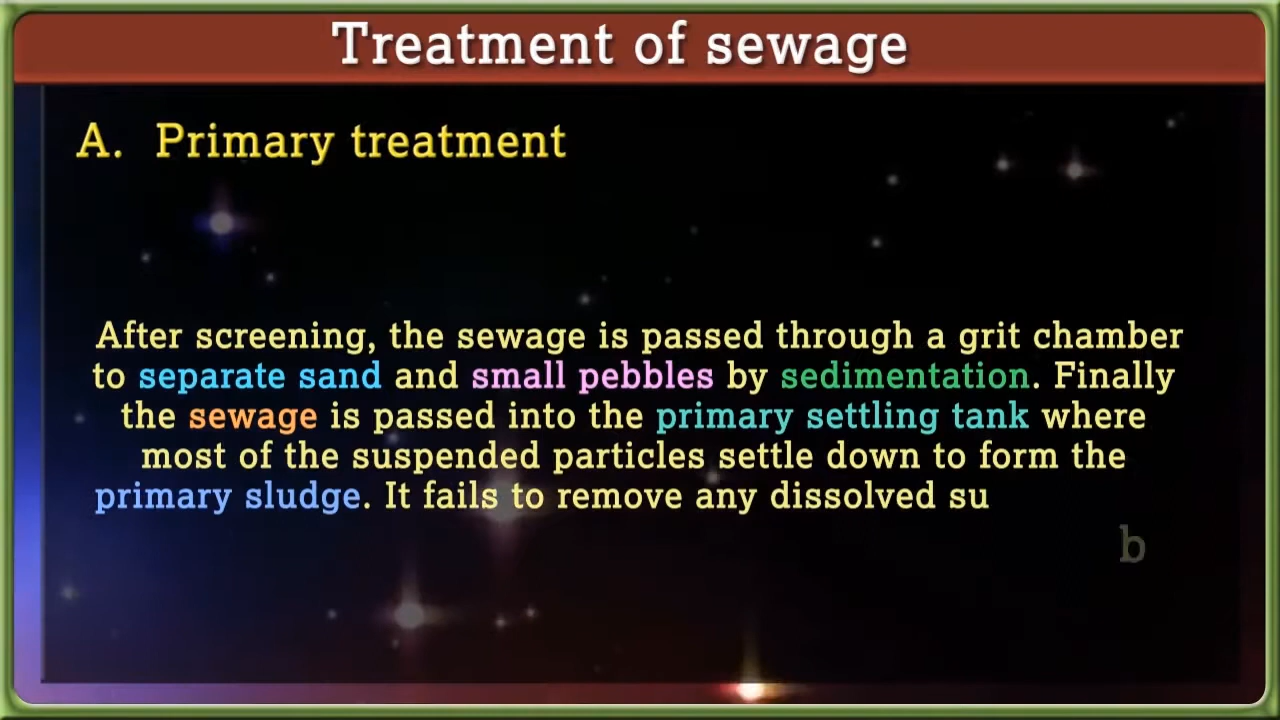 Treatment of sewage
A. Primary treatment
After screening, the sewage is passed through a grit chamber
to separate sand and small pebbles by sedimentation. Finally
the sewage is passed into the primary settling tank where
most of the suspended particles settle down to form the
primary sludge. It fails to remove any dissolved su
b